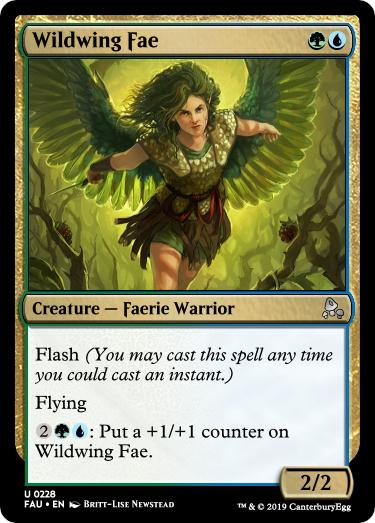 Wildwing Fae
Creature — Faerie Warrior
Flash (You may cast this spell any time
you could cast an instant.)
Flying
2: Put a +1/+1 counter on
Wildwing Fae.
2/2
U 0228
FAU • EN Britt-Lise Newstead
™ & © 2019 CanterburyEgg